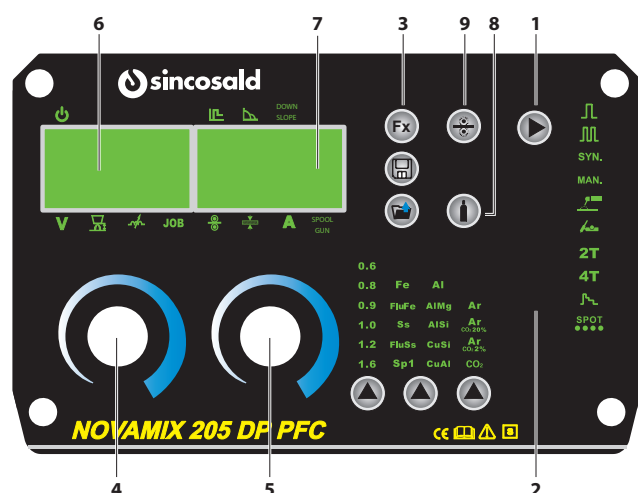 6 7 3 9 8 1
sincosald
DOWN
SLOPE
Fx
V JOB A SPOOL
GUN
SYN.
MAN.
2T
4T
SPOT
0.6
0.8 Fe Al
0.9 FluFe AlMg Ar
1.0 Ss AlSi Ar CO₂ 20%
1.2 FluSs CuSi Ar CO₂ 2%
1.6 Sp1 CuAl CO₂
NOVAMIX 205 DP PFC
CE S
4 5 2